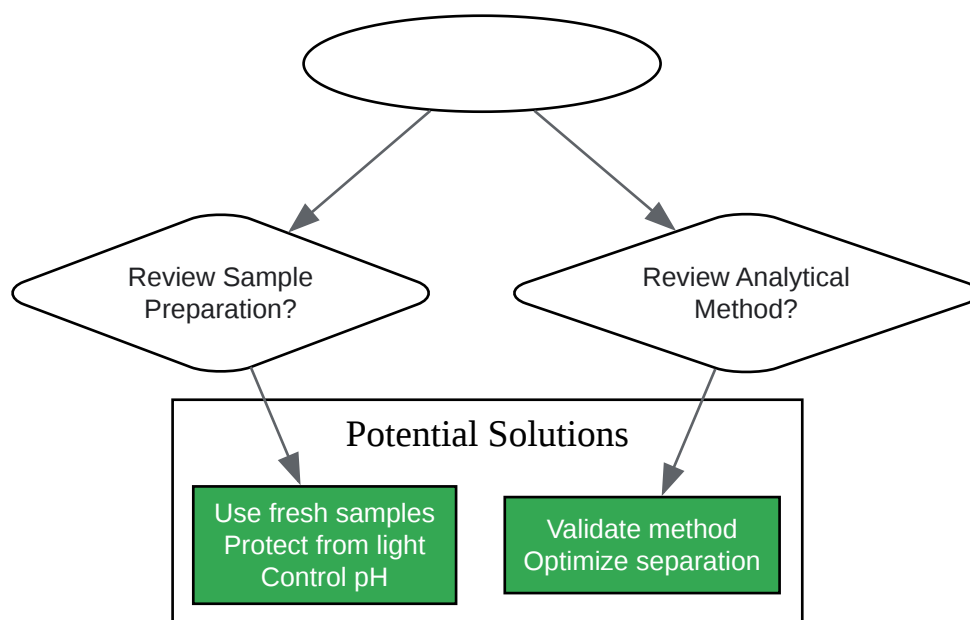 Review Sample
Preparation?
Review Analytical
Method?
Potential Solutions
Use fresh samples
Protect from light
Control pH
Validate method
Optimize separation